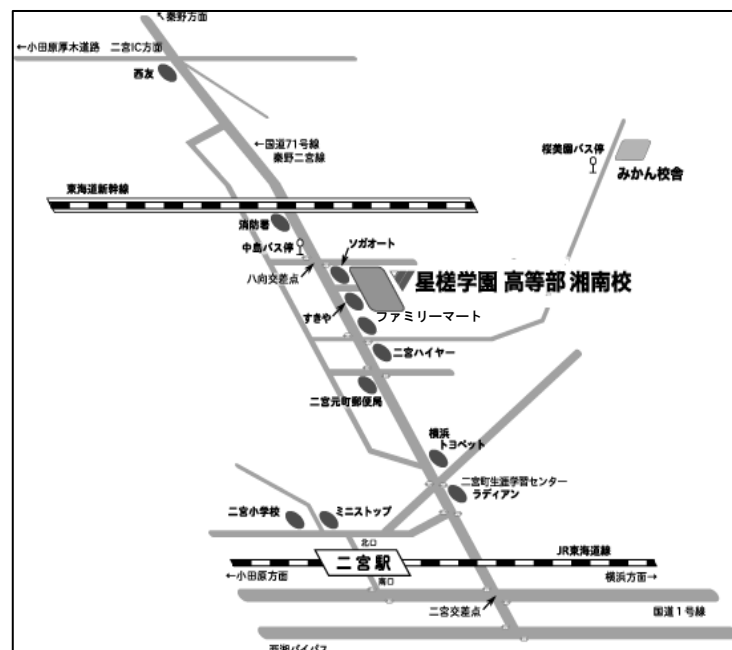 ↖秦野方面
←小田原厚木道路　二宮IC方面
西友
←国道71号線
秦野二宮線
桜美園バス停
みかん校舎
東海道新幹線
消防署
中島バス停
ソガオート
八向交差点
星槎学園 高等部 湘南校
すきや
ファミリーマート
二宮ハイヤー
二宮元町郵便局
横浜
トヨペット
二宮町生涯学習センター
ラディアン
二宮小学校
ミニストップ
北口
JR東海道線
二宮駅
←小田原方面
南口
横浜方面→
二宮交差点
国道1号線
西湘バイパス